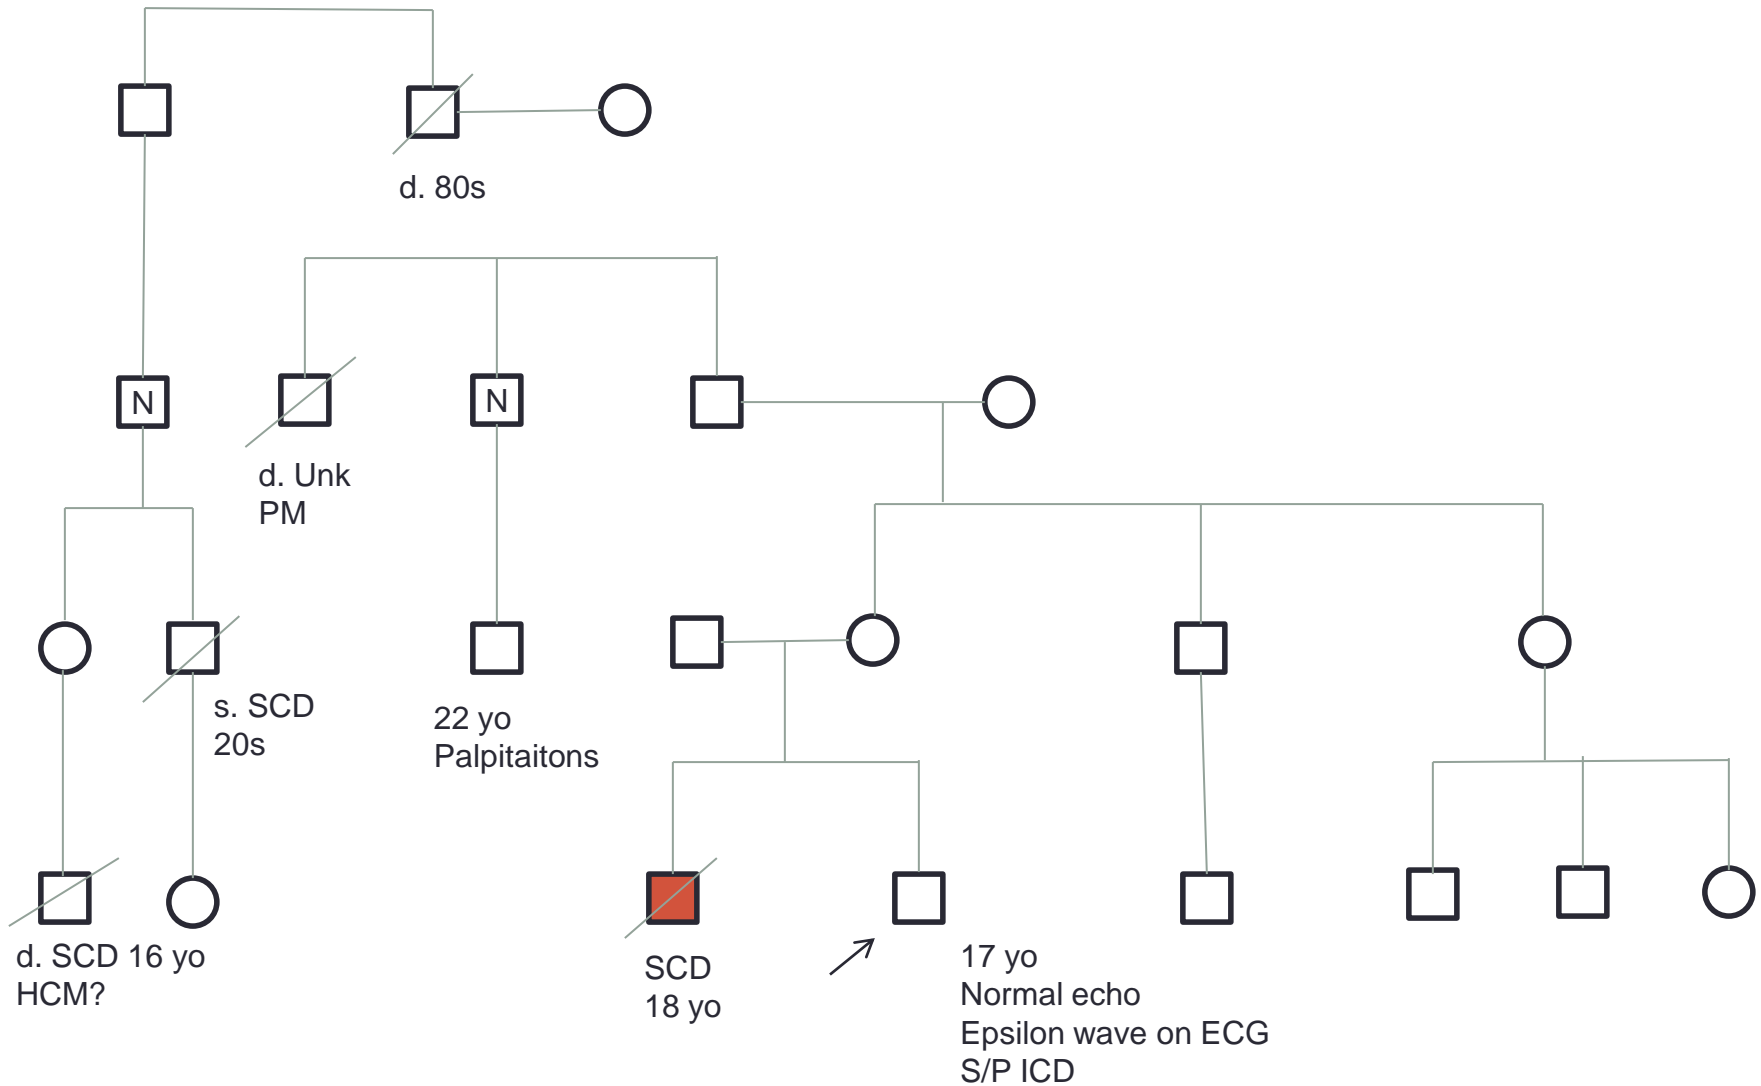 d. 80s
N
N
d. Unk
PM
s. SCD
20s
22 yo
Palpitaitons
d. SCD 16 yo
HCM?
SCD
18 yo
17 yo
Normal echo
Epsilon wave on ECG
S/P ICD